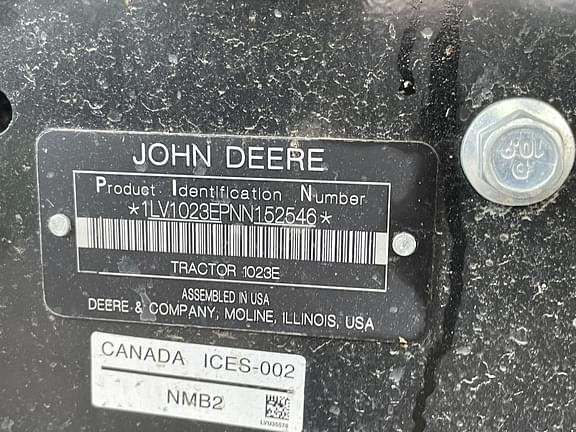 JOHN DEERE
Product Identification Number
*1LV1023EPNN152546*
TRACTOR 1023E
ASSEMBLED IN USA
DEERE & COMPANY, MOLINE, ILLINOIS, USA
CANADA ICES-002
NMB2